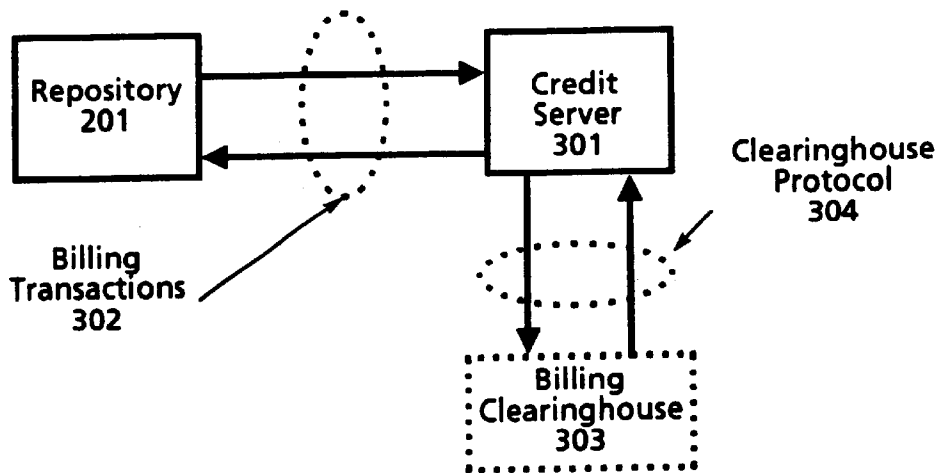 Repository
201
Credit
Server
301
Clearinghouse
Protocol
304
Billing
Transactions
302
Billing
Clearinghouse
303